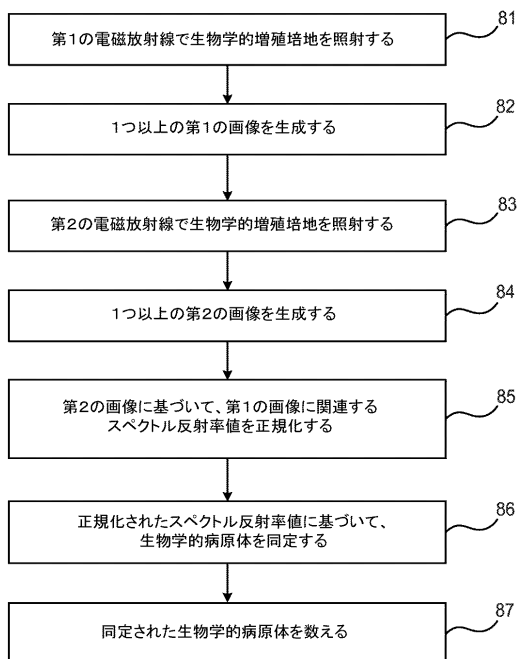 81
第1の電磁放射線で生物学的増殖培地を照射する
82
1つ以上の第1の画像を生成する
83
第2の電磁放射線で生物学的増殖培地を照射する
84
1つ以上の第2の画像を生成する
85
第2の画像に基づいて、第1の画像に関連する
スペクトル反射率値を正規化する
86
正規化されたスペクトル反射率値に基づいて、
生物学的病原体を同定する
87
同定された生物学的病原体を数える